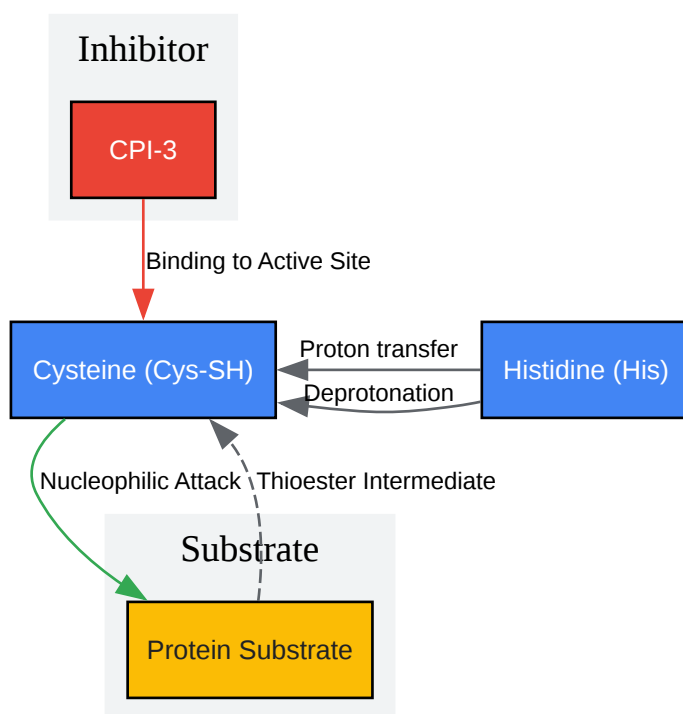 Inhibitor
CPI-3
Binding to Active Site
Cysteine (Cys-SH)
Proton transfer
Deprotonation
Histidine (His)
Nucleophilic Attack
Thioester Intermediate
Substrate
Protein Substrate